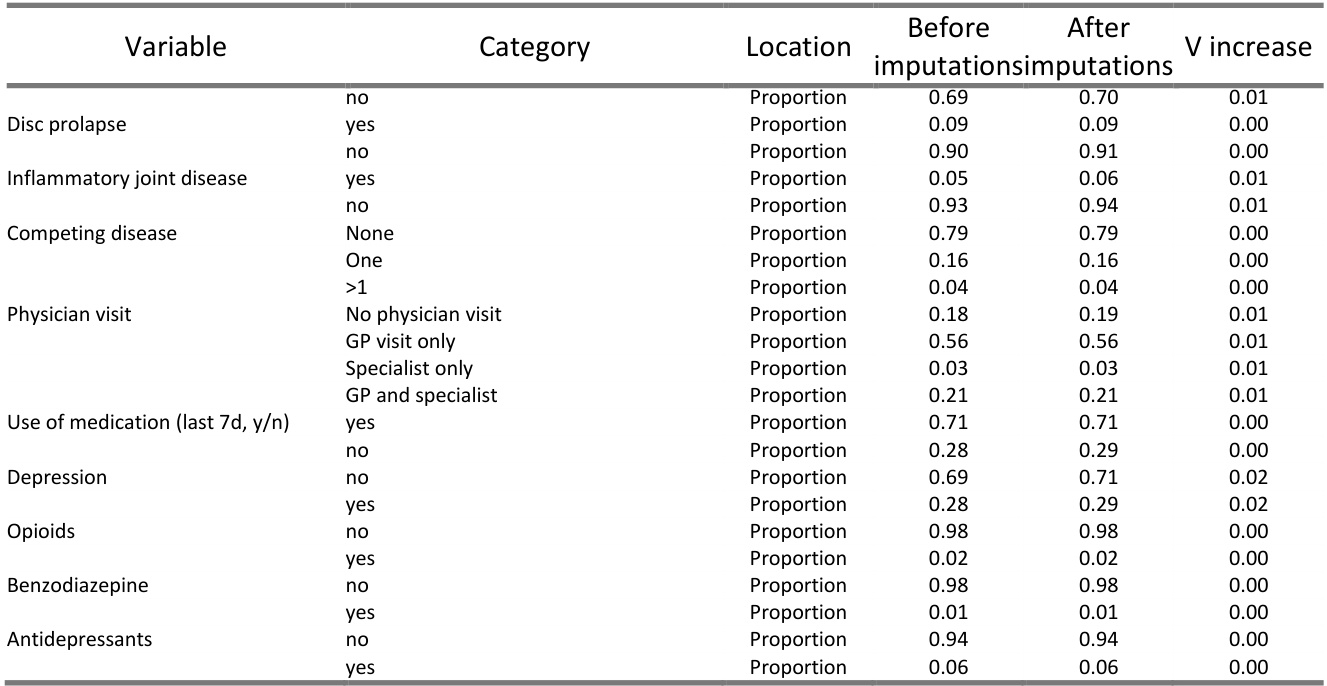 Variable Category Location Before imputations After imputations V increase
no Proportion 0.69 0.70 0.01
Disc prolapse yes Proportion 0.09 0.09 0.00
no Proportion 0.90 0.91 0.00
Inflammatory joint disease yes Proportion 0.05 0.06 0.01
no Proportion 0.93 0.94 0.01
Competing disease None Proportion 0.79 0.79 0.00
One Proportion 0.16 0.16 0.00
>1 Proportion 0.04 0.04 0.00
Physician visit No physician visit Proportion 0.18 0.19 0.01
GP visit only Proportion 0.56 0.56 0.01
Specialist only Proportion 0.03 0.03 0.01
GP and specialist Proportion 0.21 0.21 0.01
Use of medication (last 7d, y/n) yes Proportion 0.71 0.71 0.00
no Proportion 0.28 0.29 0.00
Depression no Proportion 0.69 0.71 0.02
yes Proportion 0.28 0.29 0.02
Opioids no Proportion 0.98 0.98 0.00
yes Proportion 0.02 0.02 0.00
Benzodiazepine no Proportion 0.98 0.98 0.00
yes Proportion 0.01 0.01 0.00
Antidepressants no Proportion 0.94 0.94 0.00
yes Proportion 0.06 0.06 0.00